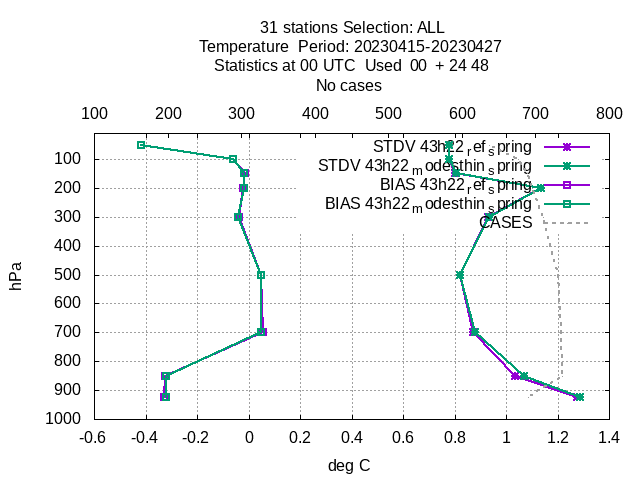 31 stations Selection: ALL
Temperature  Period: 20230415-20230427
Statistics at 00 UTC  Used  00  + 24 48
No cases
100 200 300 400 500 600 700 800
STDV 43h22_ref_spring
STDV 43h22_modesthin_spring
BIAS 43h22_ref_spring
BIAS 43h22_modesthin_spring
CASES
hPa
100
200
300
400
500
600
700
800
900
1000
-0.6 -0.4 -0.2 0 0.2 0.4 0.6 0.8 1 1.2 1.4
deg C